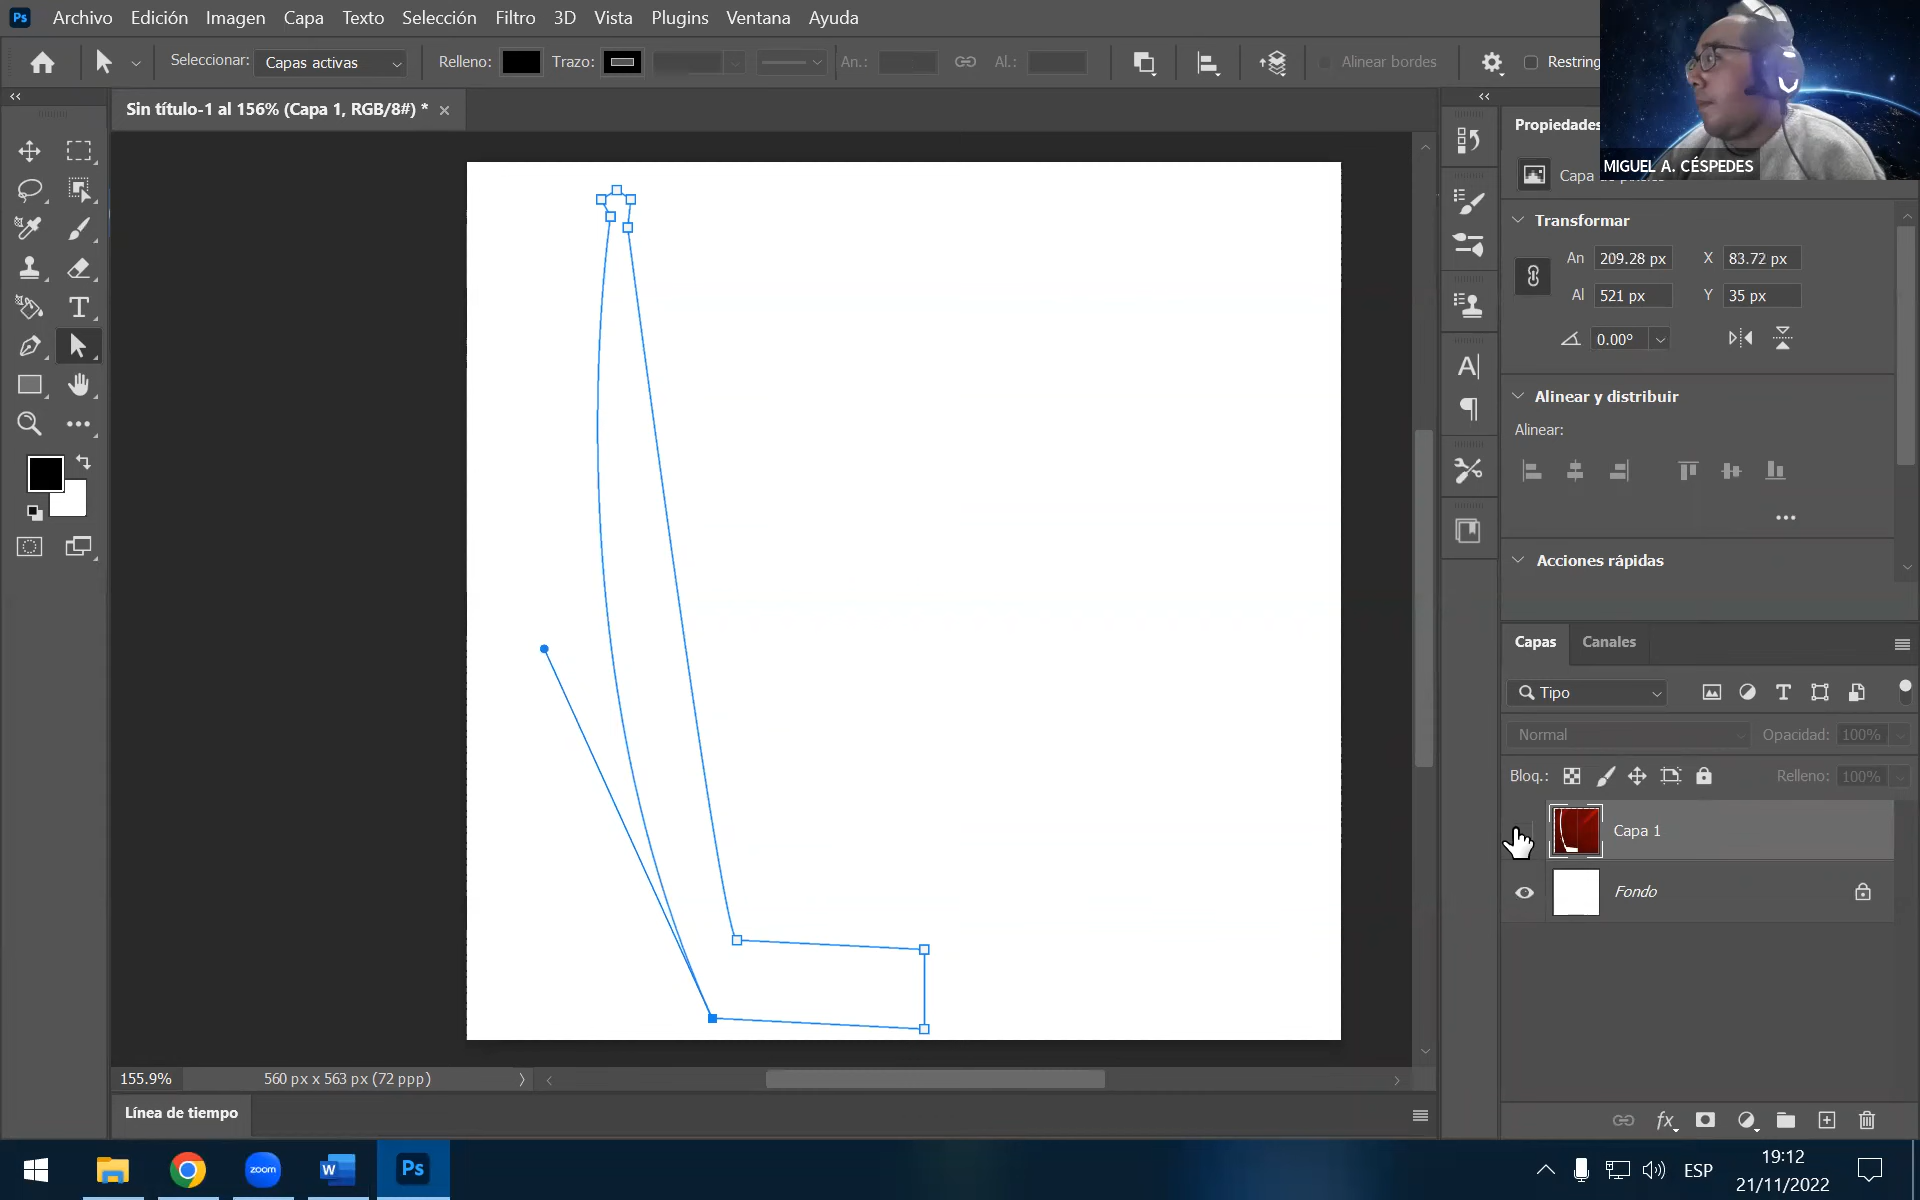 Ps Archivo Edición Imagen Capa Texto Selección Filtro 3D Vista Plugins Ventana Ayuda
Seleccionar: Capas activas Relleno: Trazo: An.: Al.: Alinear bordes Restring
Sin título-1 al 156% (Capa 1, RGB/8#) *
Propiedades
MIGUEL A. CÉSPEDES
Capa
Transformar
An 209.28 px X 83.72 px
Al 521 px Y 35 px
0.00°
Alinear y distribuir
Alinear:
Acciones rápidas
Capas Canales
Tipo
Normal Opacidad: 100%
Bloq.: Relleno: 100%
Capa 1
Fondo
155.9% 560 px x 563 px (72 ppp)
Línea de tiempo
fx
zoom
W
Ps
ESP
19:12
21/11/2022